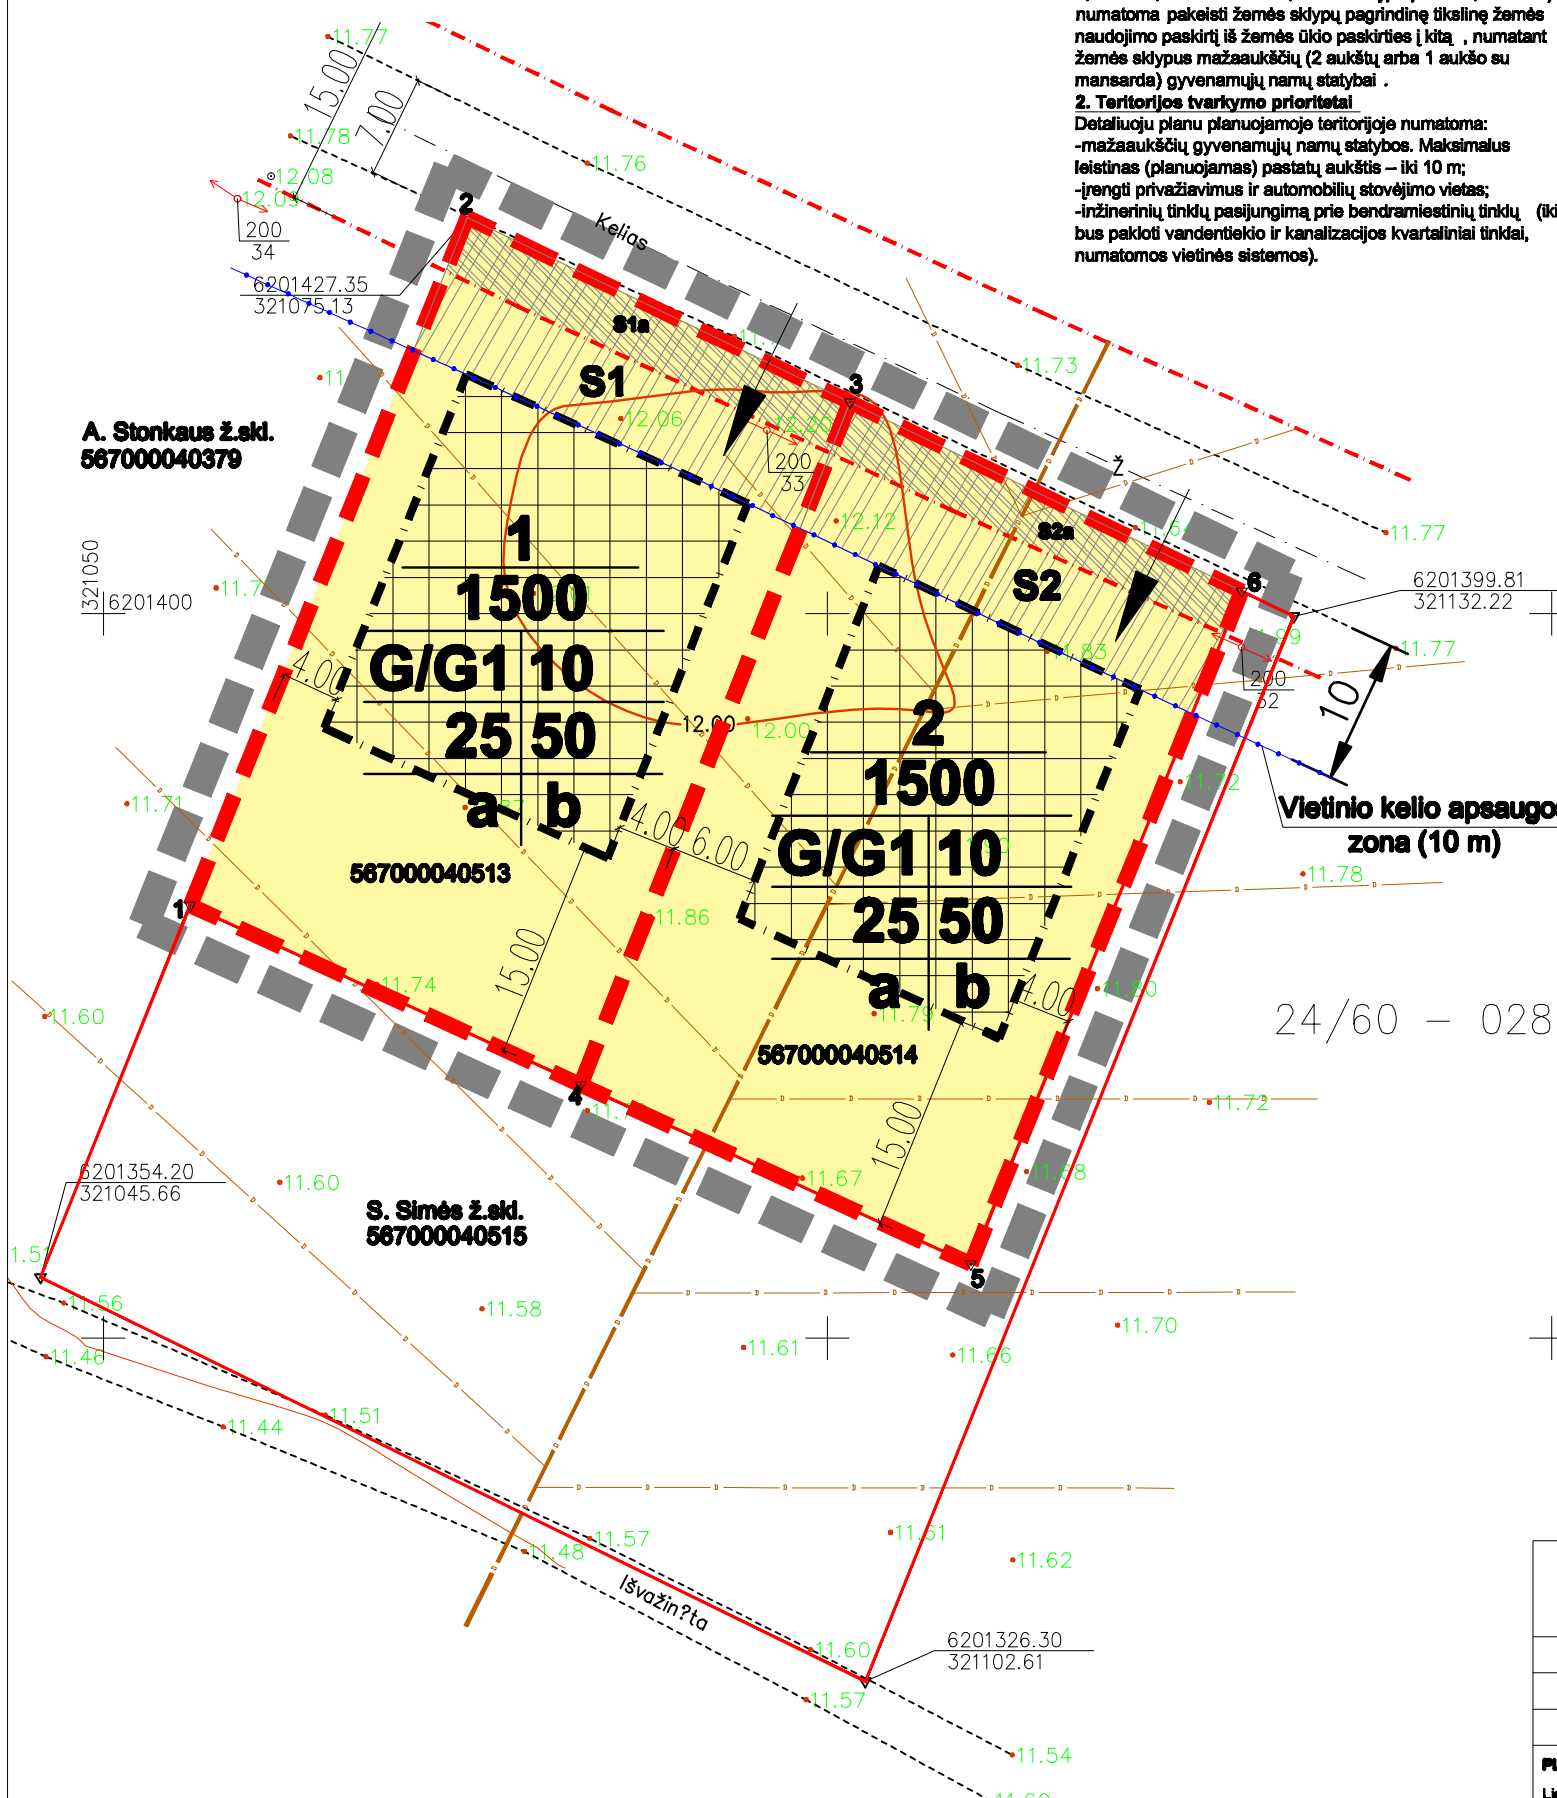 numatoma pakeisti žemės sklypų pagrindinę tikslinę žemės
naudojimo paskirtį iš žemės ūkio paskirties į kitą , numatant
žemės sklypus mažaaukščių (2 aukštų arba 1 aukšo su
mansarda) gyvenamųjų namų statybai .
2. Teritorijos tvarkymo prioritetai
Detaliuoju planu planuojamoje teritorijoje numatoma:
-mažaaukščių gyvenamųjų namų statybos. Maksimalus
leistinas (planuojamas) pastatų aukštis – iki 10 m;
-įrengti privažiavimus ir automobilių stovėjimo vietas;
-inžinerinių tinklų pasijungimą prie bendramiestinių tinklų (iki
bus pakloti vandentiekio ir kanalizacijos kvartaliniai tinklai,
numatomos vietinės sistemos).
11.77
15.00
7.00
11.78
11.76
12.08
12.09
200
34
2
Kelias
6201427.35
321075.13
S1a
S1
11.73
3
12.06
12.20
200
33
A. Stonkaus ž.skl.
567000040379
Ž
12.12
S2a
11.77
S2
6
6201399.81
321132.22
321050
6201400
1
1500
G/G1 10
25 50
a b
4.00
11.83
11.77
200
10
12.00
12.00
2
1500
G/G1 10
25 50
a b
11.72
11.71
Vietinio kelio apsaugos
zona (10 m)
4.00
6.00
567000040513
11.78
1
11.86
15.00
11.74
11.80
4.00
11.79
11.60
24/60 – 028
567000040514
4
11.72
15.00
6201354.20
321045.66
11.60
11.67
S. Simės ž.skl.
567000040515
5
11.56
11.58
11.70
11.46
11.61
11.66
11.44
11.51
11.57
11.48
11.61
11.62
Išvažin?ta
11.60
6201326.30
321102.61
11.57
11.54